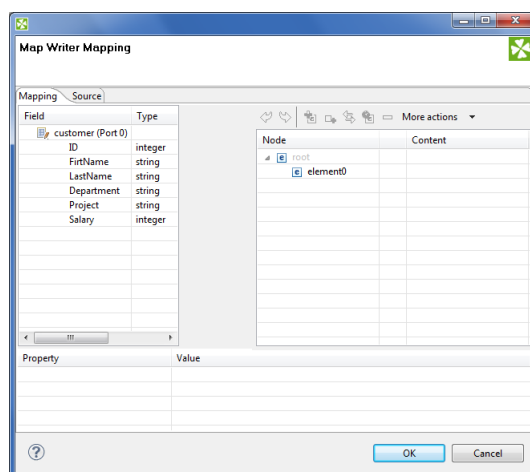 Map Writer Mapping
Mapping Source
Field Type
customer (Port 0)
ID integer
FirtName string
LastName string
Department string
Project string
Salary integer
More actions
Node Content
root
element0
Property Value
OK Cancel